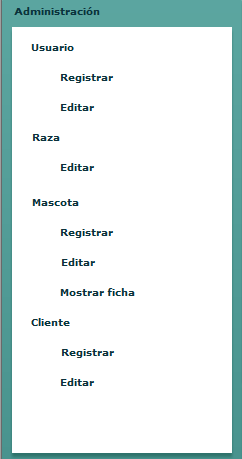 Administración
Usuario
Registrar
Editar
Raza
Editar
Mascota
Registrar
Editar
Mostrar ficha
Cliente
Registrar
Editar